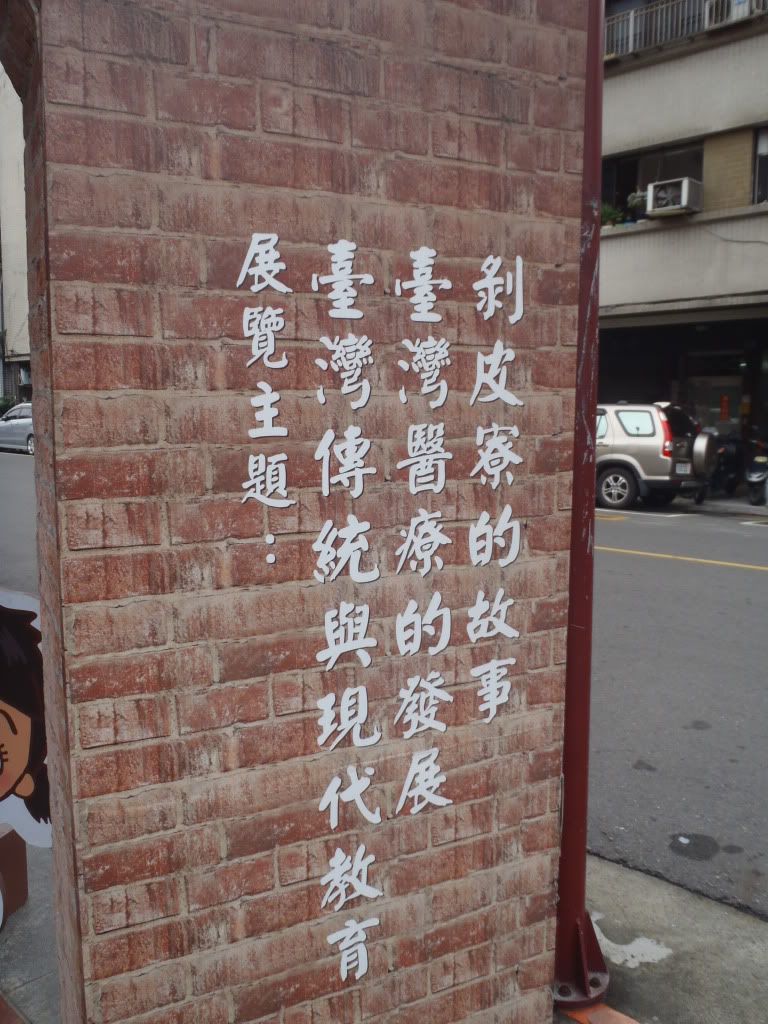 展覽主題:
臺灣傳統與現代教育
臺灣醫療的發展
剝皮寮的故事